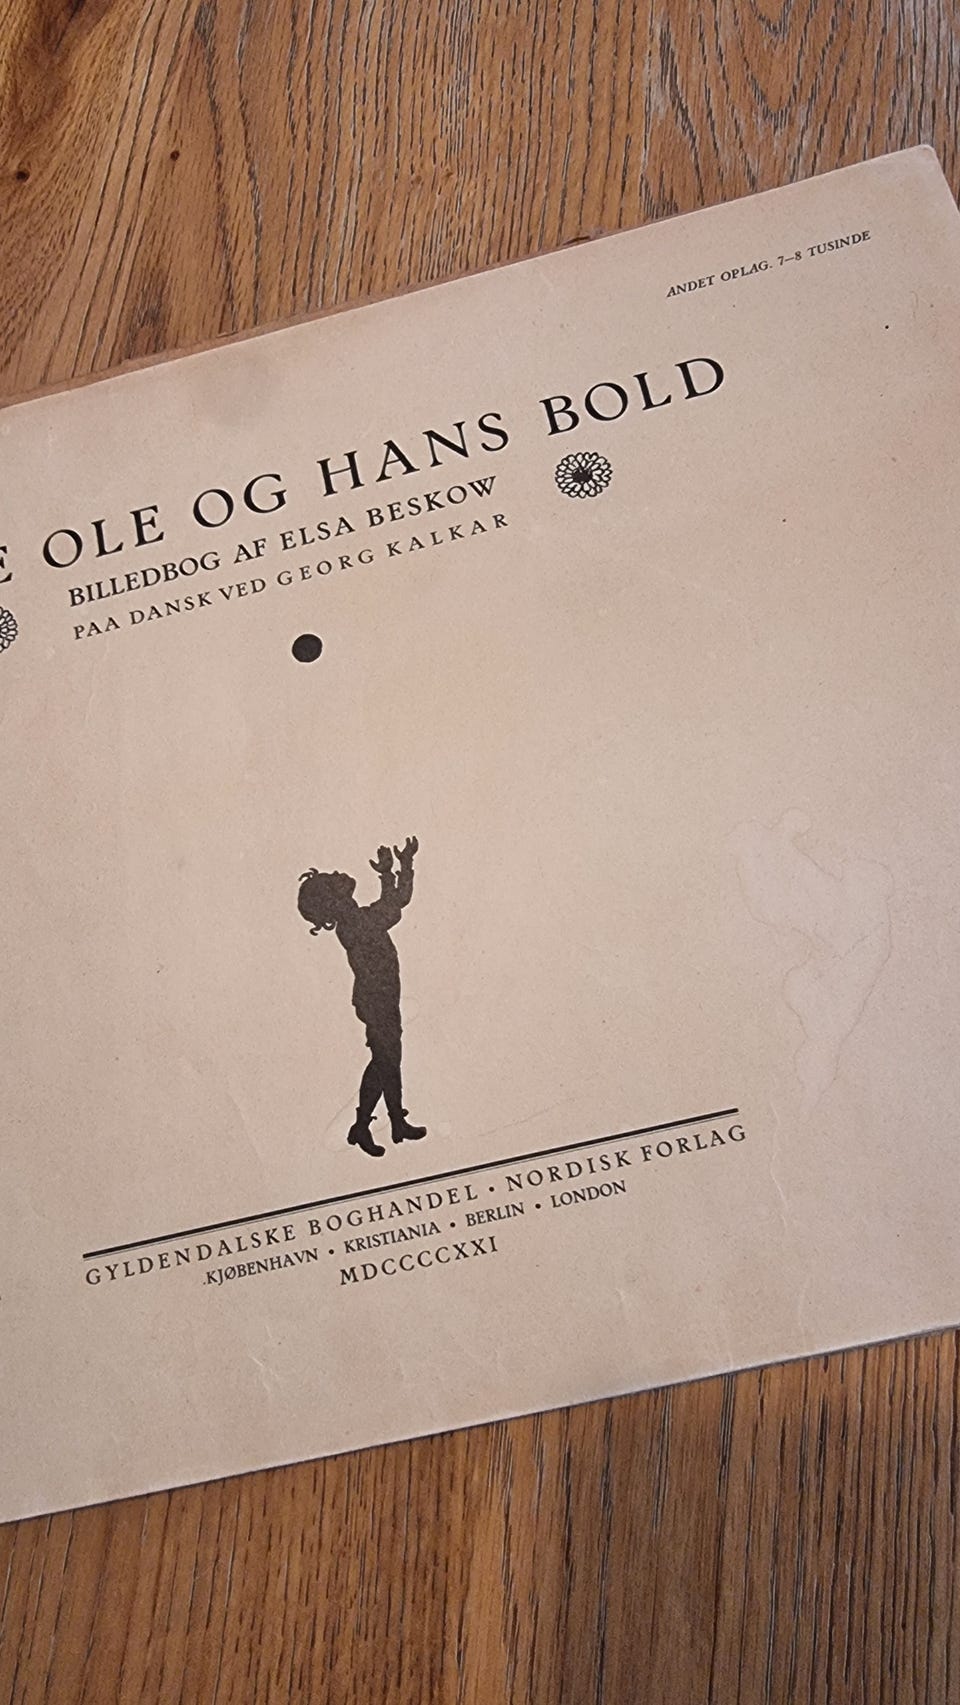 ANDET OPLAG. 7–8 TUSINDE
E OLE OG HANS BOLD
BILLEDBOG AF ELSA BESKOW
PAA DANSK VED GEORG KALKAR
GYLDENDALSKE BOGHANDEL • NORDISK FORLAG
KJØBENHAVN • KRISTIANIA • BERLIN • LONDON
MDCCCCXXI